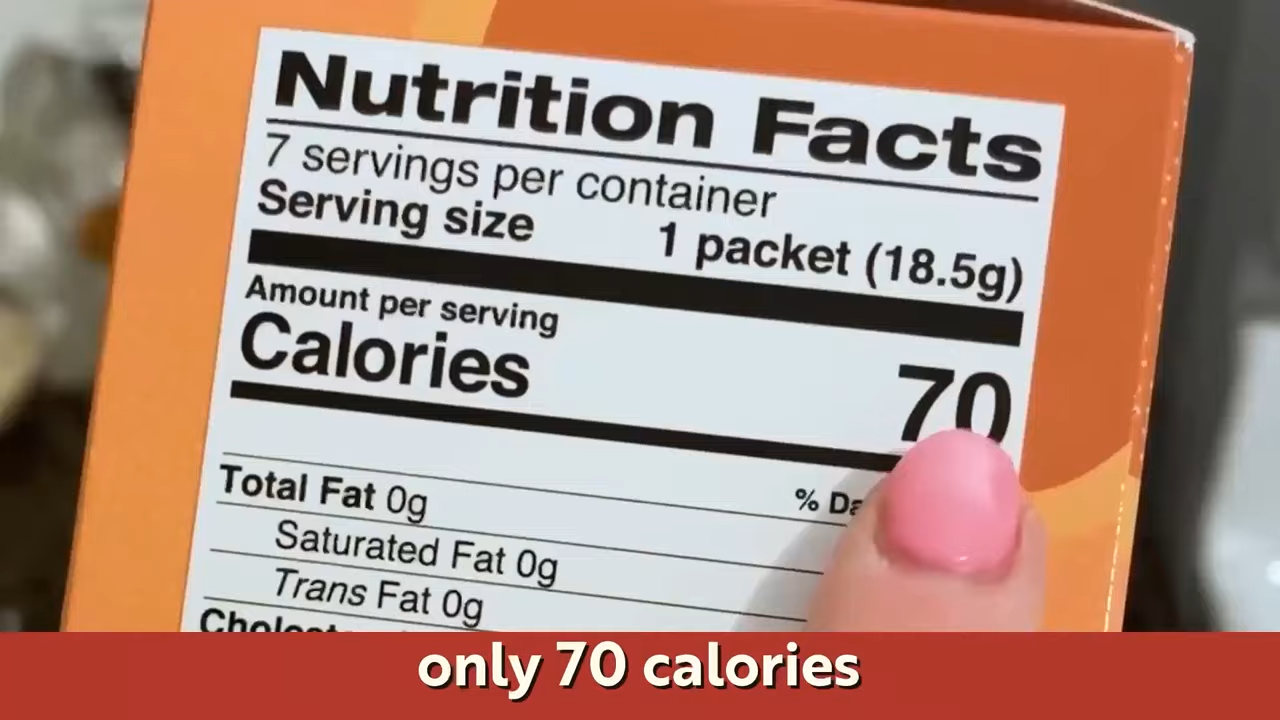 Nutrition Facts
7 servings per container
Serving size 1 packet (18.5g)
Amount per serving
Calories 70
% Da
Total Fat 0g
Saturated Fat 0g
Trans Fat 0g
only 70 calories